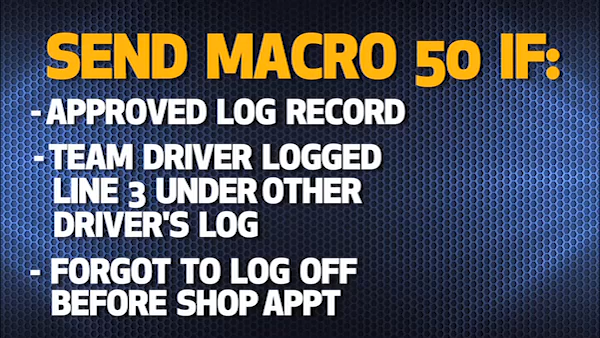 SEND MACRO 50 IF:
- APPROVED LOG RECORD
- TEAM DRIVER LOGGED
LINE 3 UNDER OTHER
DRIVER'S LOG
- FORGOT TO LOG OFF
BEFORE SHOP APPT